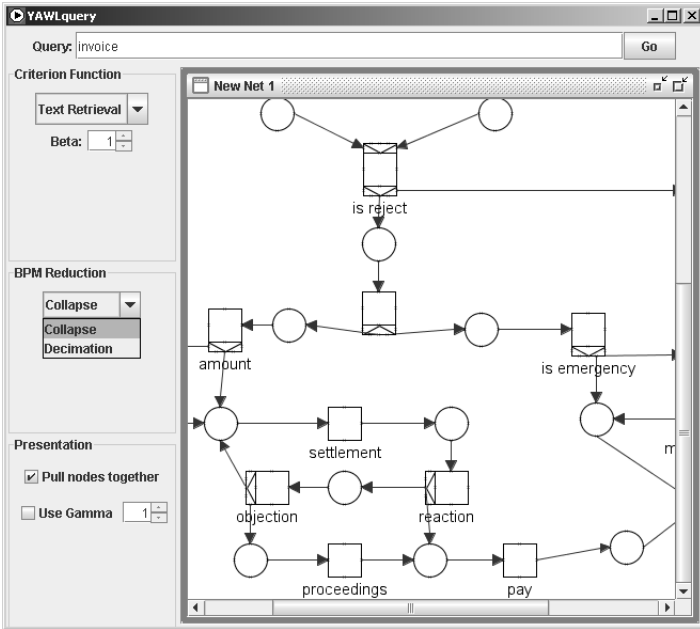 YAWLquery
Query: invoice Go
Criterion Function
Text Retrieval
Beta: 1
BPM Reduction
Collapse
Collapse
Decimation
Presentation
Pull nodes together
Use Gamma 1
New Net 1
is reject
amount
is emergency
settlement
m
objection
reaction
proceedings
pay